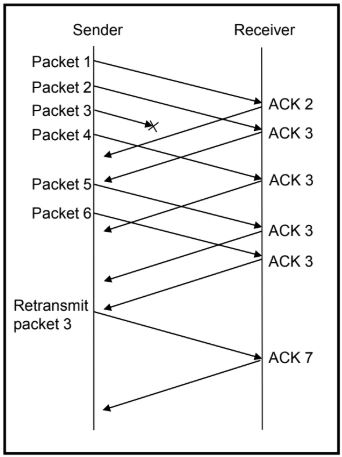 Sender
Receiver
Packet 1
Packet 2
Packet 3
Packet 4
Packet 5
Packet 6
Retransmit
packet 3
ACK 2
ACK 3
ACK 3
ACK 3
ACK 3
ACK 7